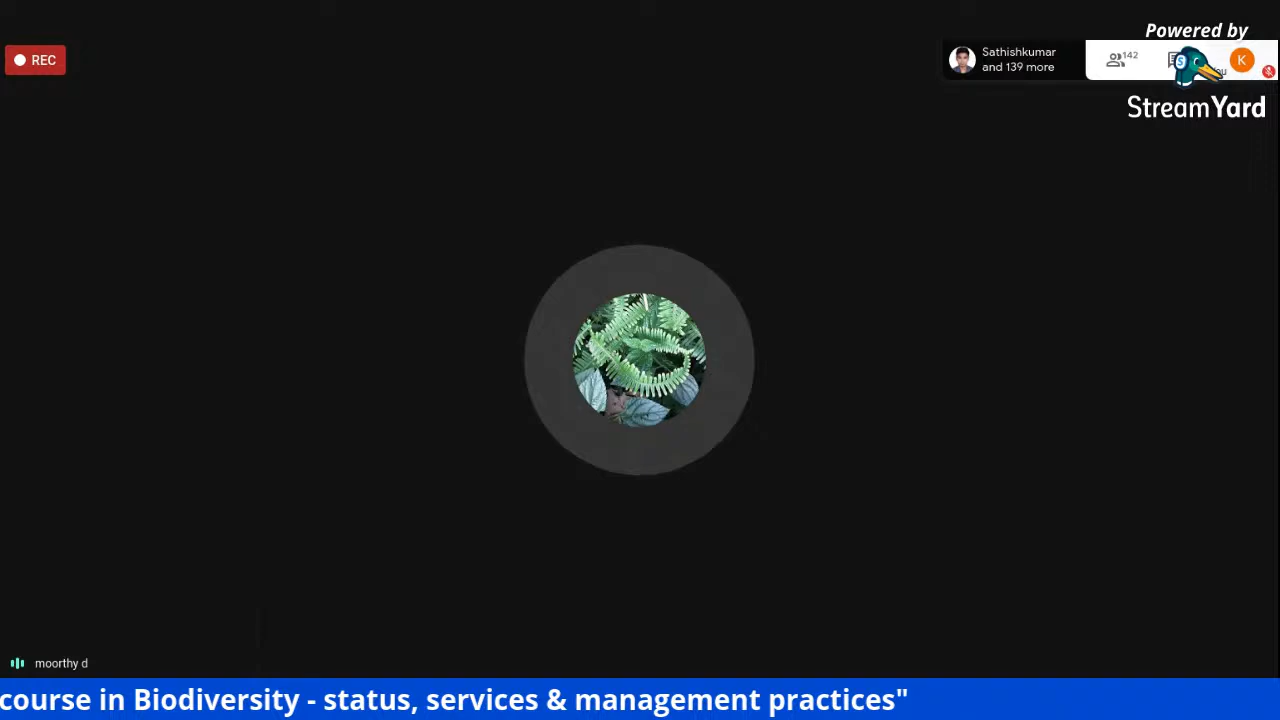 Powered by
REC
Sathishkumar
and 139 more
142
K
StreamYard
moorthy d
course in Biodiversity - status, services & management practices"